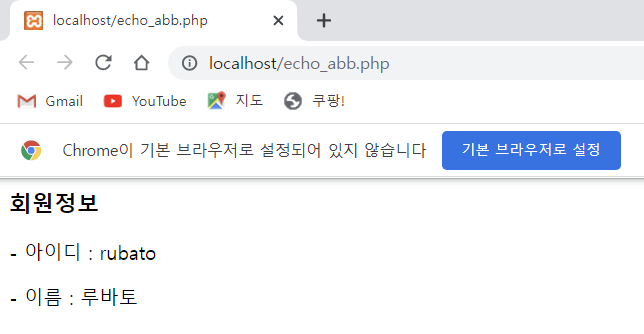 localhost/echo_abb.php
localhost/echo_abb.php
Gmail YouTube 지도 쿠팡!
Chrome이 기본 브라우저로 설정되어 있지 않습니다 기본 브라우저로 설정
회원정보
- 아이디 : rubato
- 이름 : 루바토